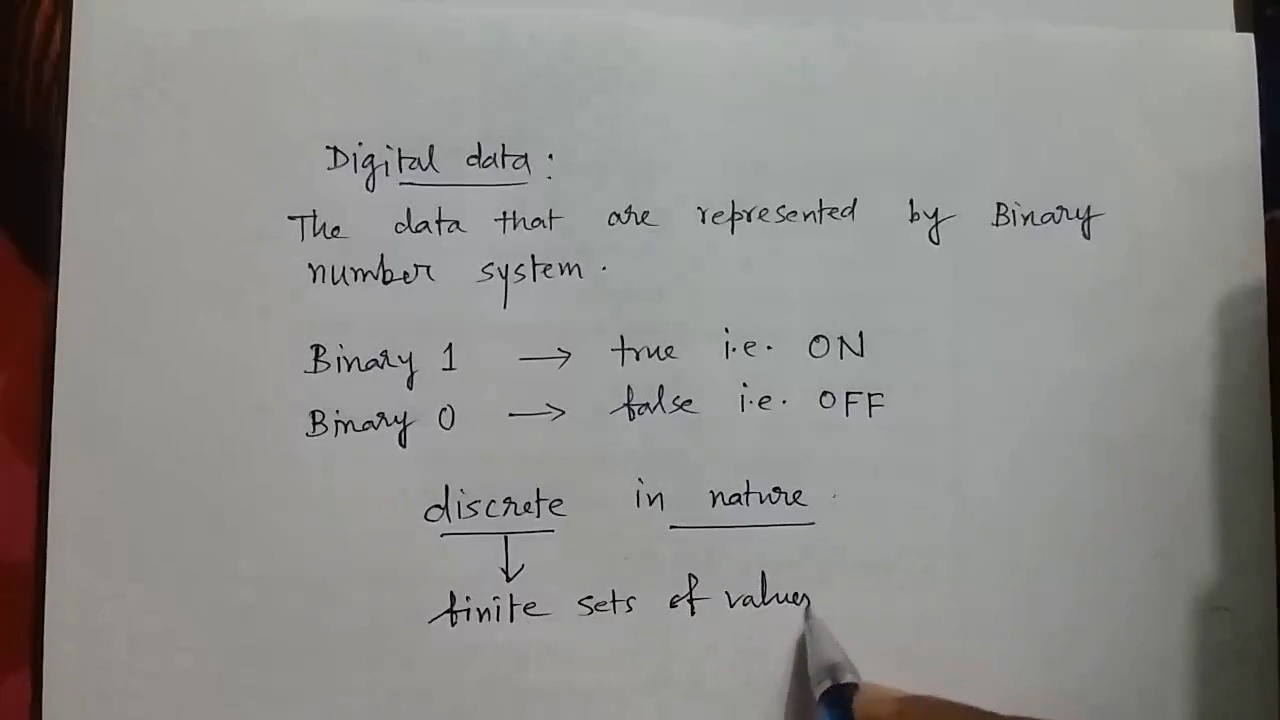 Digital data:
The data that are represented by Binary
number system.
Binary 1 → true i.e. ON
Binary 0 → false i.e. OFF
discrete in nature.
↓
finite sets of values